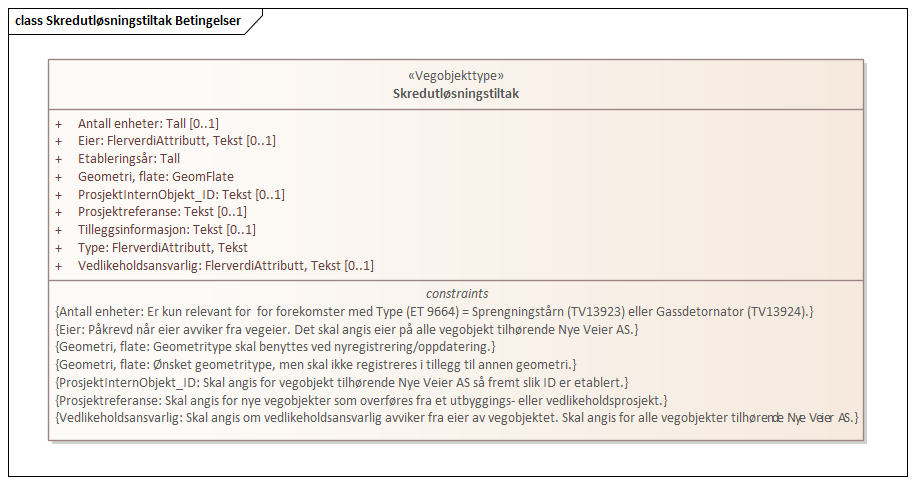 class Skredutløsningstiltak Betingelser
«Vegobjekttype»
Skredutløsningstiltak
+ Antall enheter: Tall [0..1]
+ Eier: FlerverdiAttributt, Tekst [0..1]
+ Etableringsår: Tall
+ Geometri, flate: GeomFlate
+ ProsjektInternObjekt_ID: Tekst [0..1]
+ Prosjektreferanse: Tekst [0..1]
+ Tilleggsinformasjon: Tekst [0..1]
+ Type: FlerverdiAttributt, Tekst
+ Vedlikeholdsansvarlig: FlerverdiAttributt, Tekst [0..1]
constraints
{Antall enheter: Er kun relevant for  for forekomster med Type (ET 9664) = Sprengningstårn (TV13923) eller Gassdetornator (TV13924).}
{Eier: Påkrevd når eier avviker fra vegeier. Det skal angis eier på alle vegobjekt tilhørende Nye Veier AS.}
{Geometri, flate: Geometritype skal benyttes ved nyregistrering/oppdatering.}
{Geometri, flate: Ønsket geometritype, men skal ikke registreres i tillegg til annen geometri.}
{ProsjektInternObjekt_ID: Skal angis for vegobjekt tilhørende Nye Veier AS så fremt slik ID er etablert.}
{Prosjektreferanse: Skal angis for nye vegobjekter som overføres fra et utbyggings- eller vedlikeholdsprosjekt.}
{Vedlikeholdsansvarlig: Skal angis om vedlikeholdsansvarlig avviker fra eier av vegobjektet. Skal angis for alle vegobjekter tilhørende Nye Veier AS.}